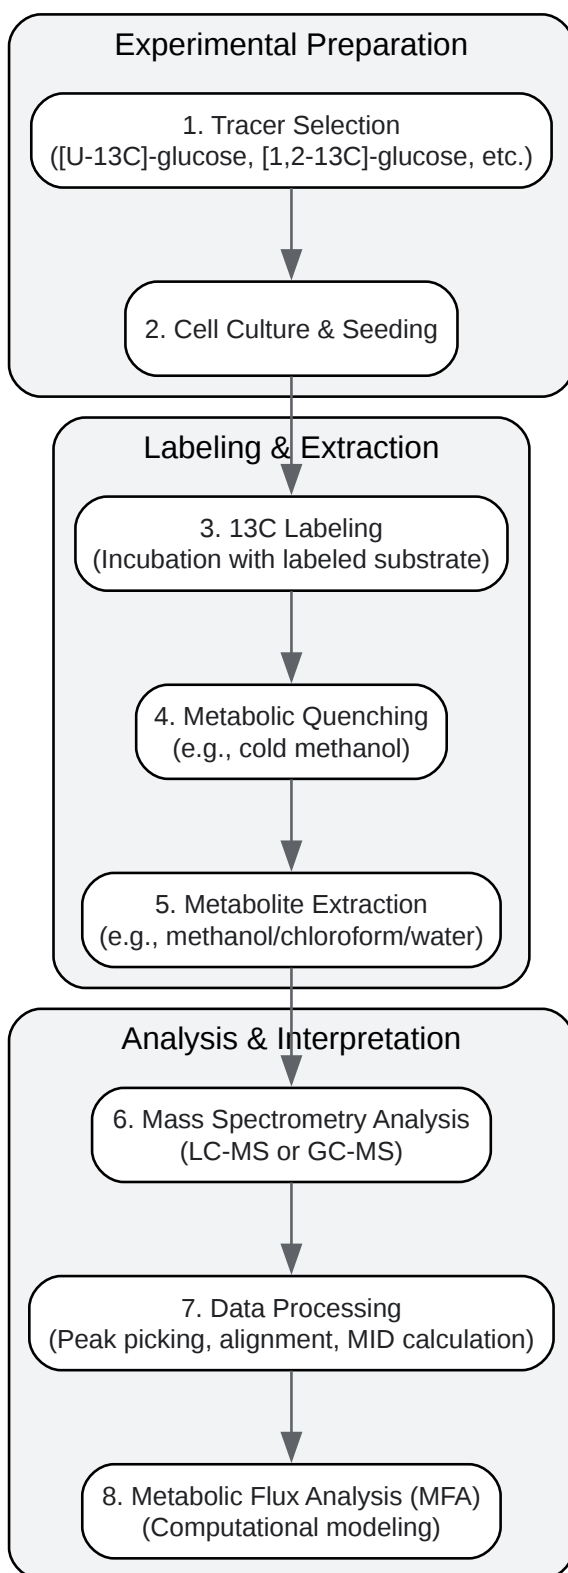 Experimental Preparation
1. Tracer Selection
([U-13C]-glucose, [1,2-13C]-glucose, etc.)
2. Cell Culture & Seeding
Labeling & Extraction
3. 13C Labeling
(Incubation with labeled substrate)
4. Metabolic Quenching
(e.g., cold methanol)
5. Metabolite Extraction
(e.g., methanol/chloroform/water)
Analysis & Interpretation
6. Mass Spectrometry Analysis
(LC-MS or GC-MS)
7. Data Processing
(Peak picking, alignment, MID calculation)
8. Metabolic Flux Analysis (MFA)
(Computational modeling)